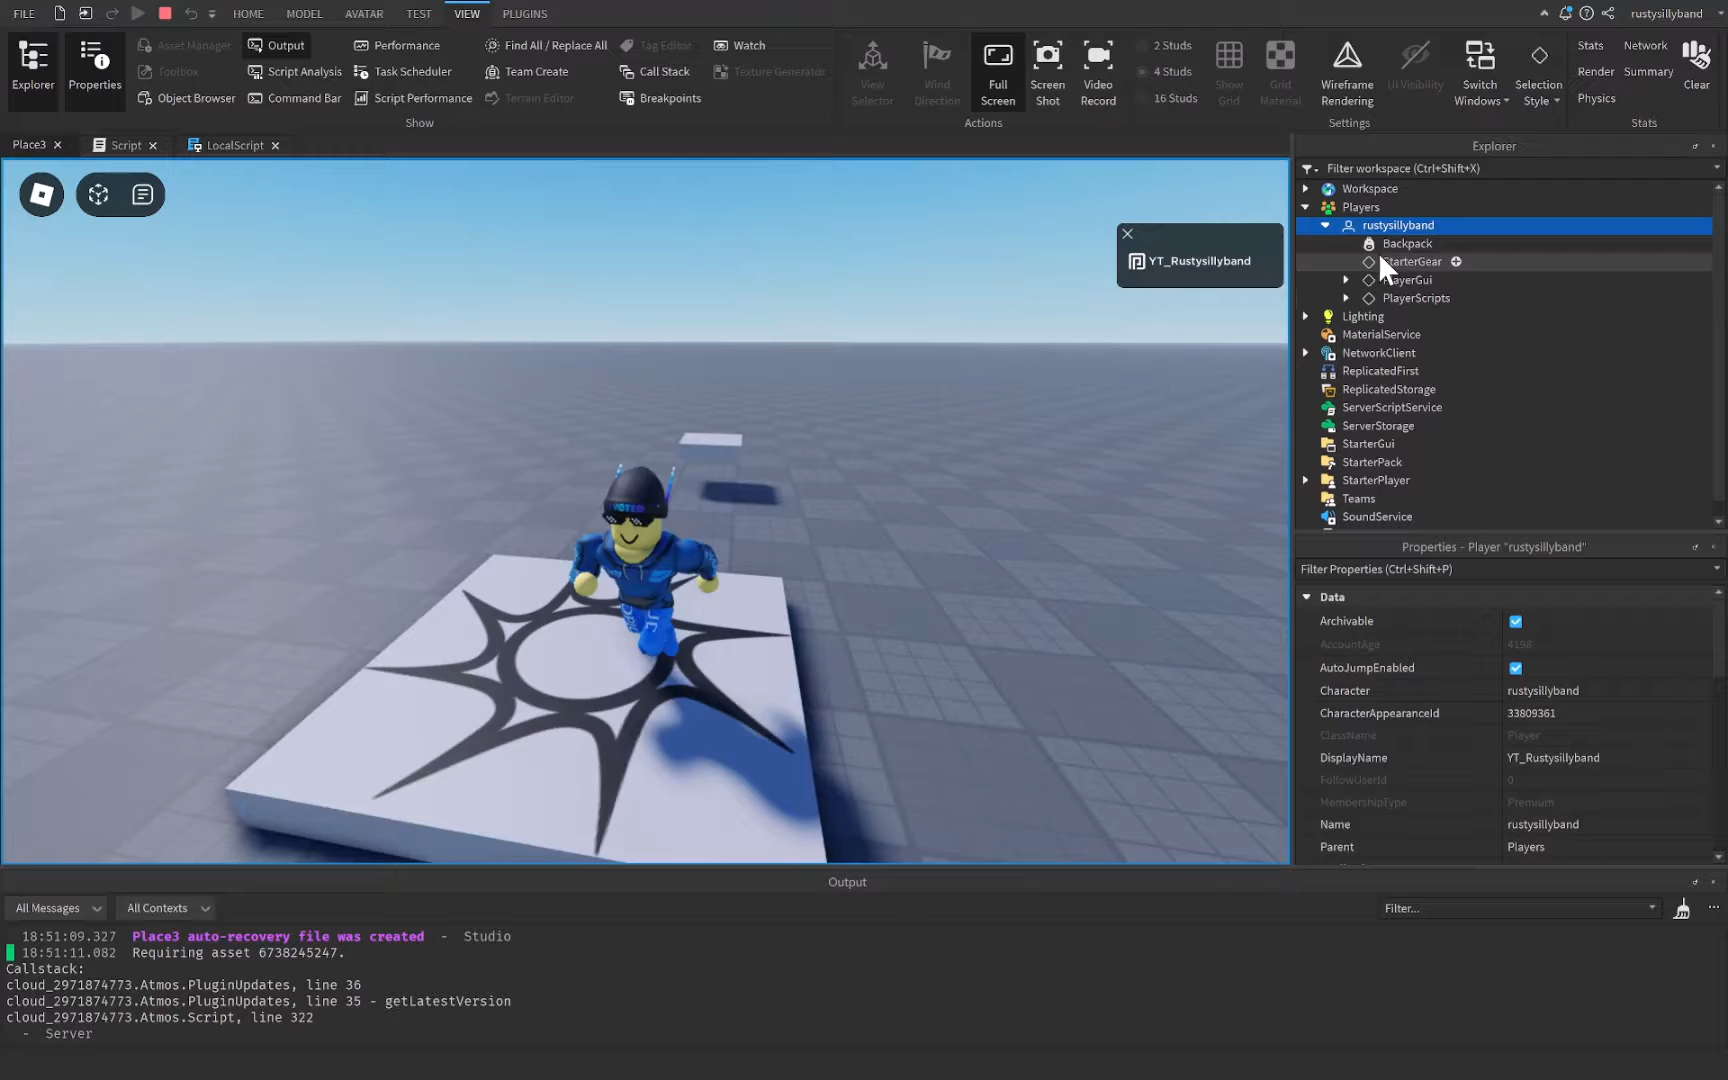 FILE HOME MODEL AVATAR TEST VIEW PLUGINS rustysillyband
Explorer Properties
Asset Manager Output Performance Find All / Replace All Tag Editor Watch
Toolbox Script Analysis Task Scheduler Team Create Call Stack Texture Generator
Object Browser Command Bar Script Performance Terrain Editor Breakpoints
Show
View Selector Wind Direction Full Screen Screen Shot Video Record
2 Studs
4 Studs
16 Studs
Show Grid Grid Material
Actions
Wireframe Rendering UI Visibility Switch Windows Selection Style
Settings
Stats Network
Render Summary
Physics
Clear
Stats
Place3 Script LocalScript
YT_Rustysillyband
VOTED
Explorer
Filter workspace (Ctrl+Shift+X)
Workspace
Players
rustysillyband
Backpack
StarterGear
PlayerGui
PlayerScripts
Lighting
MaterialService
NetworkClient
ReplicatedFirst
ReplicatedStorage
ServerScriptService
ServerStorage
StarterGui
StarterPack
StarterPlayer
Teams
SoundService
Properties - Player "rustysillyband"
Filter Properties (Ctrl+Shift+P)
Data
Archivable
AccountAge 4198
AutoJumpEnabled
Character rustysillyband
CharacterAppearanceId 33809361
ClassName Player
DisplayName YT_Rustysillyband
FollowUserId 0
MembershipType Premium
Name rustysillyband
Parent Players
Output
All Messages All Contexts Filter...
18:51:09.327 Place3 auto-recovery file was created - Studio
18:51:11.082 Requiring asset 6738245247.
Callstack:
cloud_2971874773.Atmos.PluginUpdates, line 36
cloud_2971874773.Atmos.PluginUpdates, line 35 - getLatestVersion
cloud_2971874773.Atmos.Script, line 322
- Server